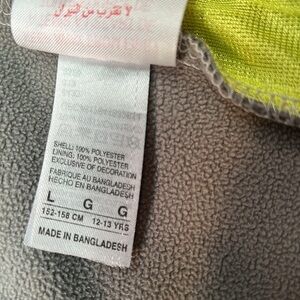 لا تقرب من النيران
SHELL: 100% POLYESTER
LINING: 100% POLYESTER
EXCLUSIVE OF DECORATION
FABRIQUE AU BANGLADESH
HECHO EN BANGLADESH
L G G
152-158 CM 12-13 YRS
MADE IN BANGLADESH